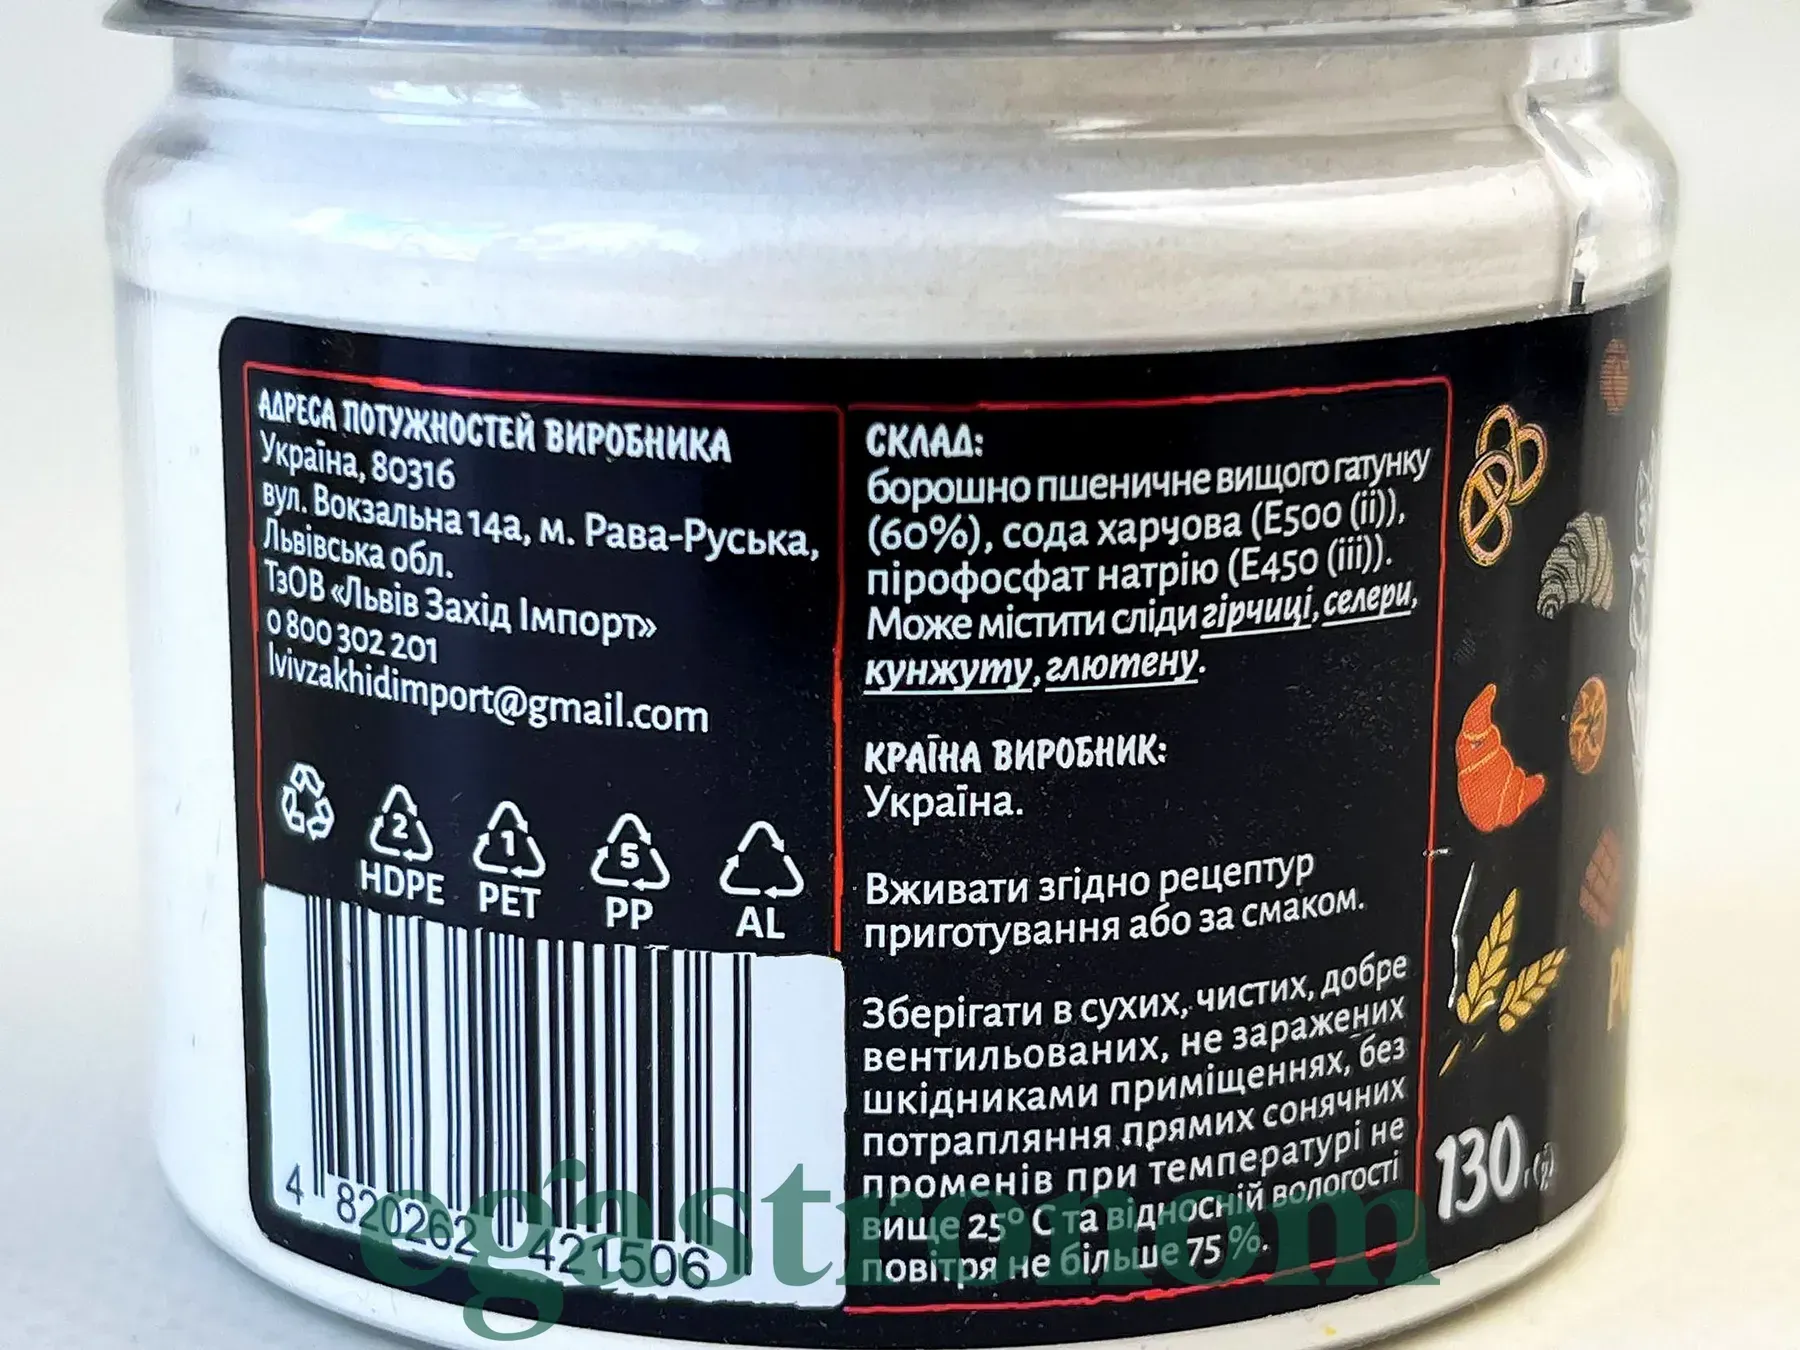 АДРЕСА ПОТУЖНОСТЕЙ ВИРОБНИКА
Україна, 80316
вул. Вокзальна 14а, м. Рава-Руська,
Львівська обл.
ТзОВ «Львів Захід Імпорт»
0 800 302 201
lvivzakhidimport@gmail.com
2
HDPE
1
PET
5
PP
AL
4 820262 421506
СКЛАД:
борошно пшеничне вищого гатунку
(60%), сода харчова (Е500 (ii)),
пірофосфат натрію (Е450 (iii)).
Може містити сліди гірчиці, селери,
кунжуту, глютену.
КРАЇНА ВИРОБНИК:
Україна.
Вживати згідно рецептур
приготування або за смаком.
Зберігати в сухих, чистих, добре
вентильованих, не заражених
шкідниками приміщеннях, без
потрапляння прямих сонячних
променів при температурі не
вище 25° С та відносній вологості
повітря не більше 75 %.
130 г(g)
egastronom